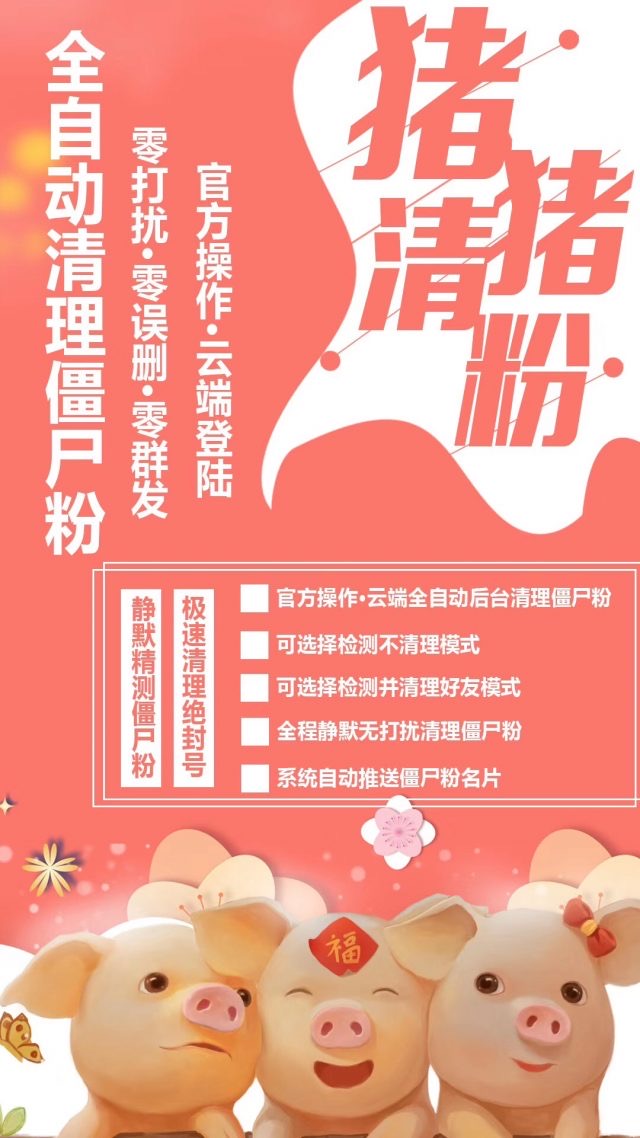 猪猪
清粉
全自动清理僵尸粉
零打扰·零误删·零群发
官方操作·云端登陆
静默精测僵尸粉
极速清理绝封号
官方操作·云端全自动后台清理僵尸粉
可选择检测不清理模式
可选择检测并清理好友模式
全程静默无打扰清理僵尸粉
系统自动推送僵尸粉名片
福